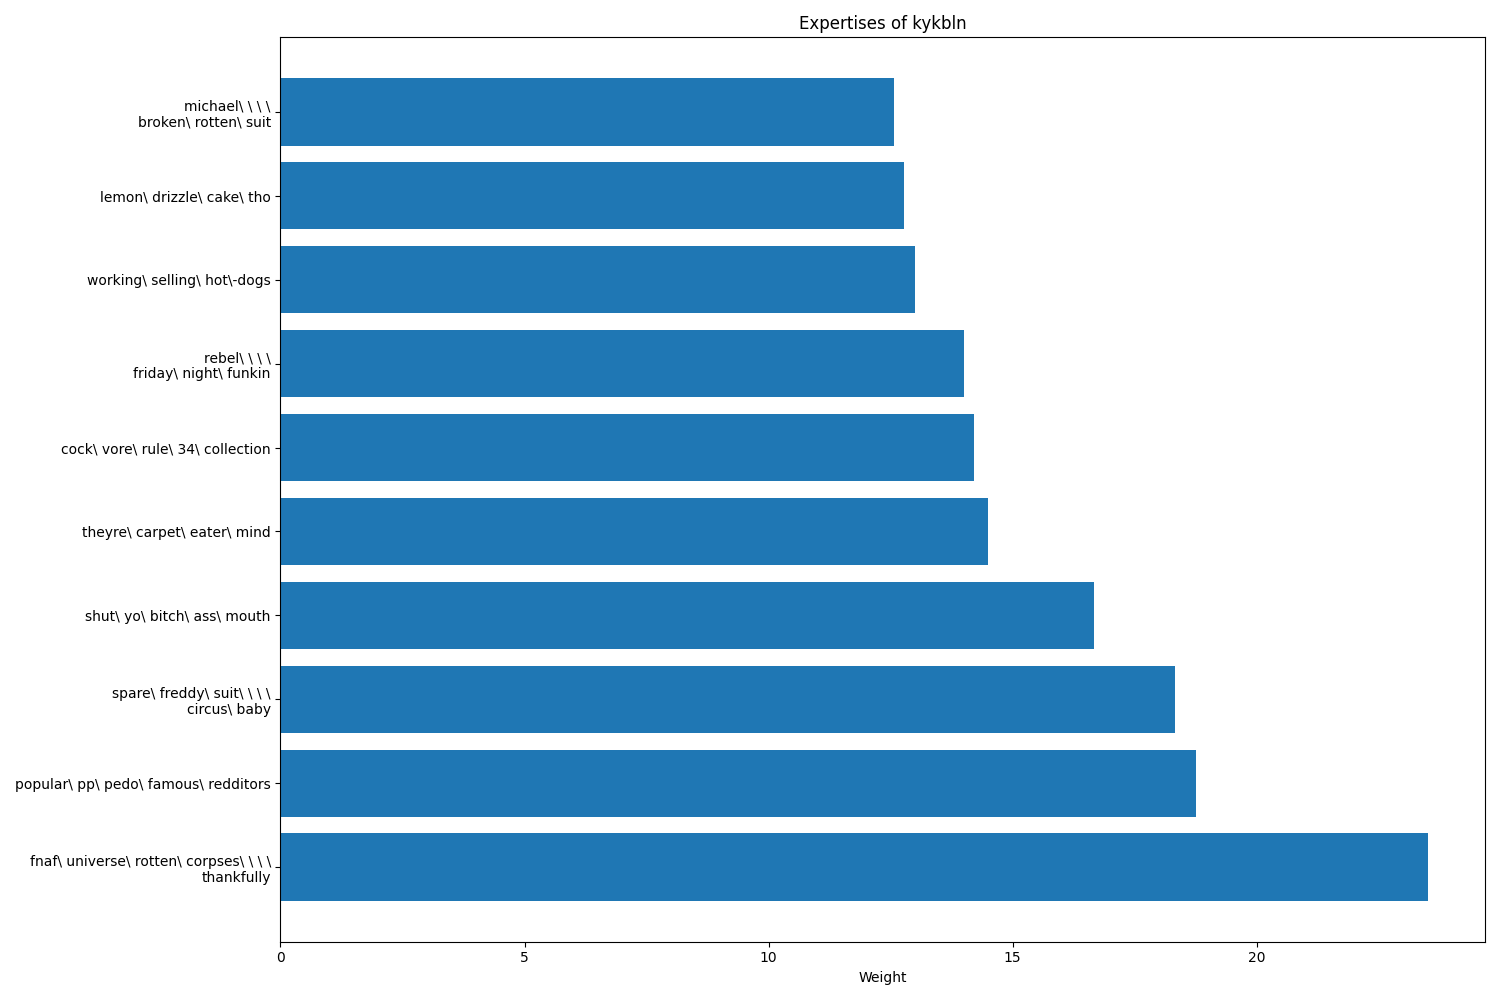 Expertises of kykbln
michael\ \ \ \
broken\ rotten\ suit
lemon\ drizzle\ cake\ tho
working\ selling\ hot\-dogs
rebel\ \ \ \
friday\ night\ funkin
cock\ vore\ rule\ 34\ collection
theyre\ carpet\ eater\ mind
shut\ yo\ bitch\ ass\ mouth
spare\ freddy\ suit\ \ \ \
circus\ baby
popular\ pp\ pedo\ famous\ redditors
fnaf\ universe\ rotten\ corpses\ \ \ \
thankfully
0 5 10 15 20
Weight